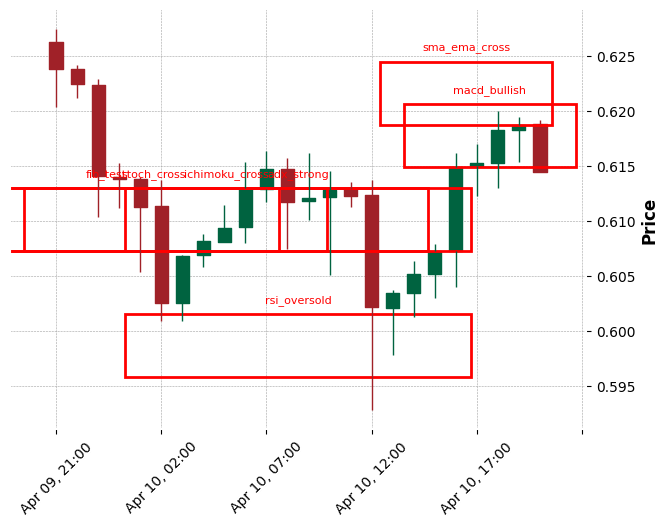 sma_ema_cross
macd_bullish
stoch_cross
ichimoku_cross
rsi_oversold
0.625
0.620
0.615
0.610
0.605
0.600
0.595
Price
Apr 09, 21:00
Apr 10, 02:00
Apr 10, 07:00
Apr 10, 12:00
Apr 10, 17:00